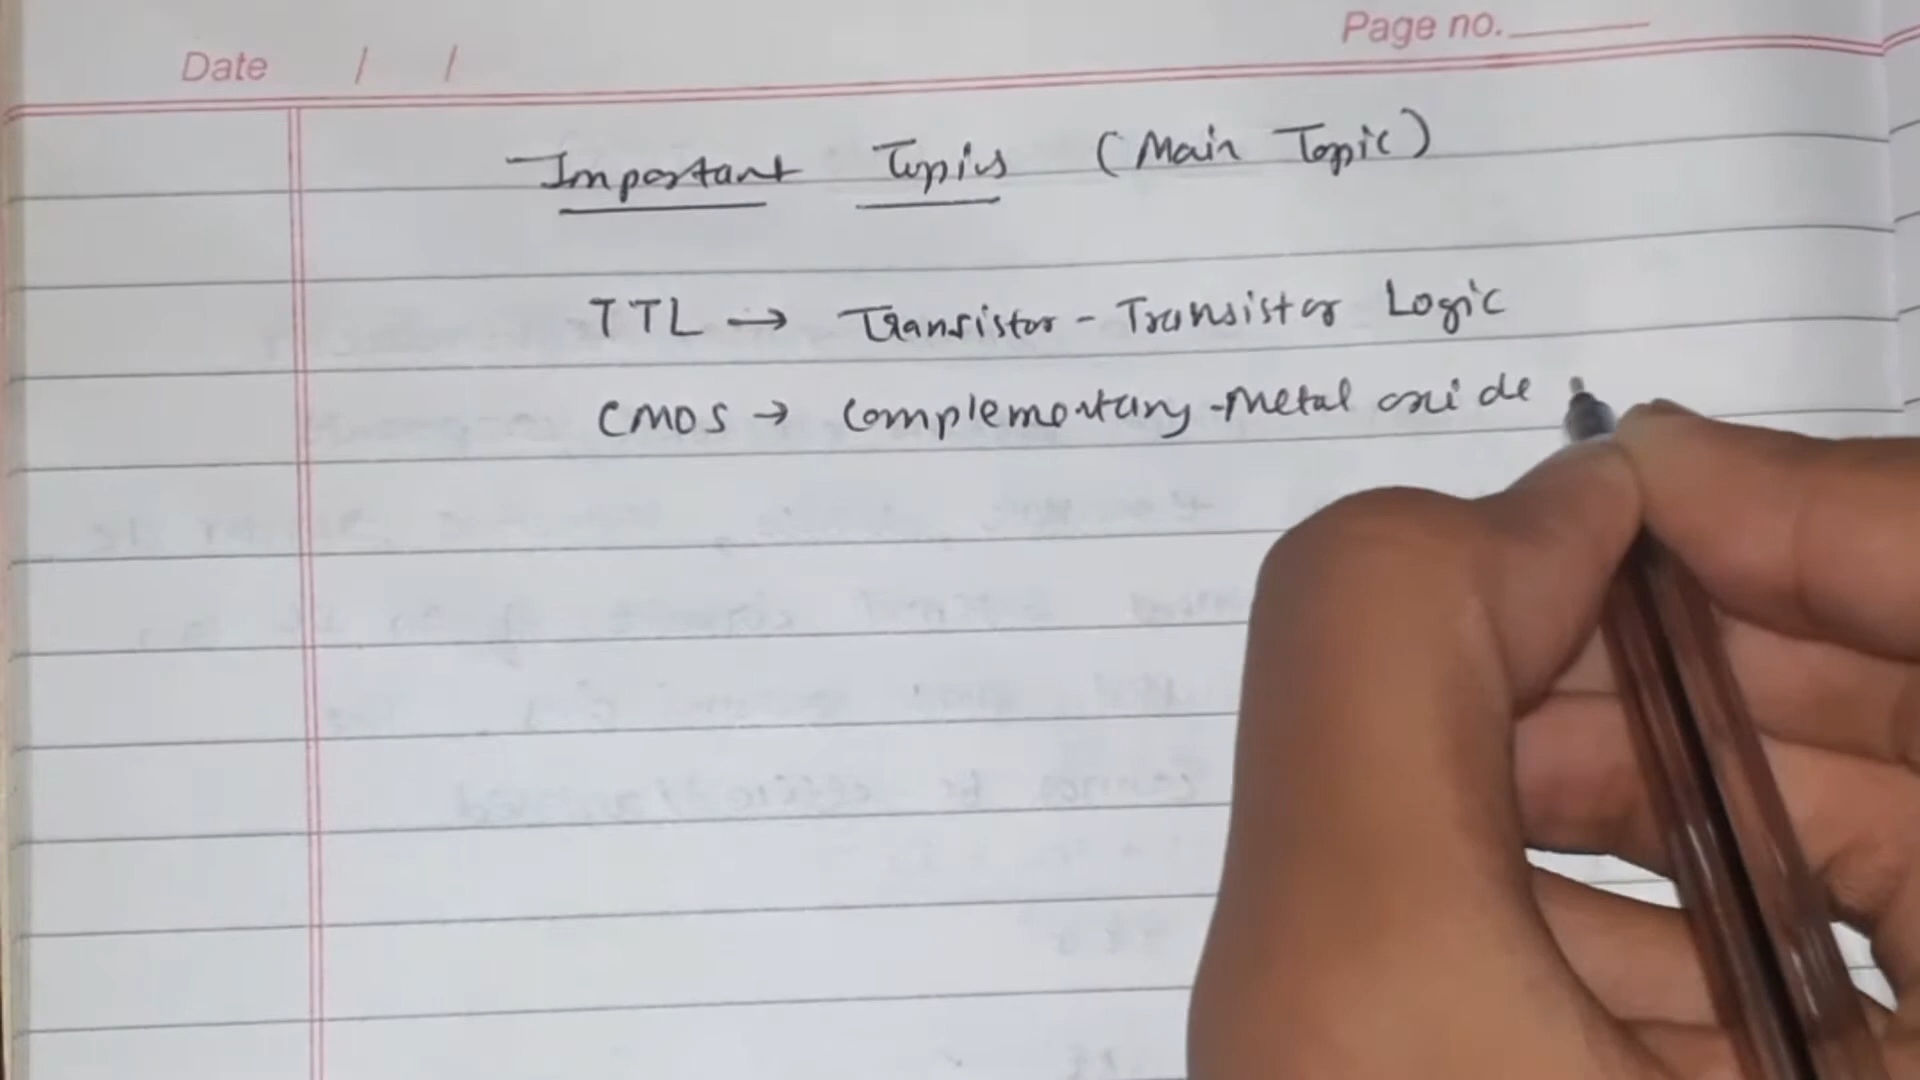 Date / /
Page no.
Important Topics (Main Topic)
TTL → Transistor - Transistor Logic
CMOS → Complementary - Metal oxide